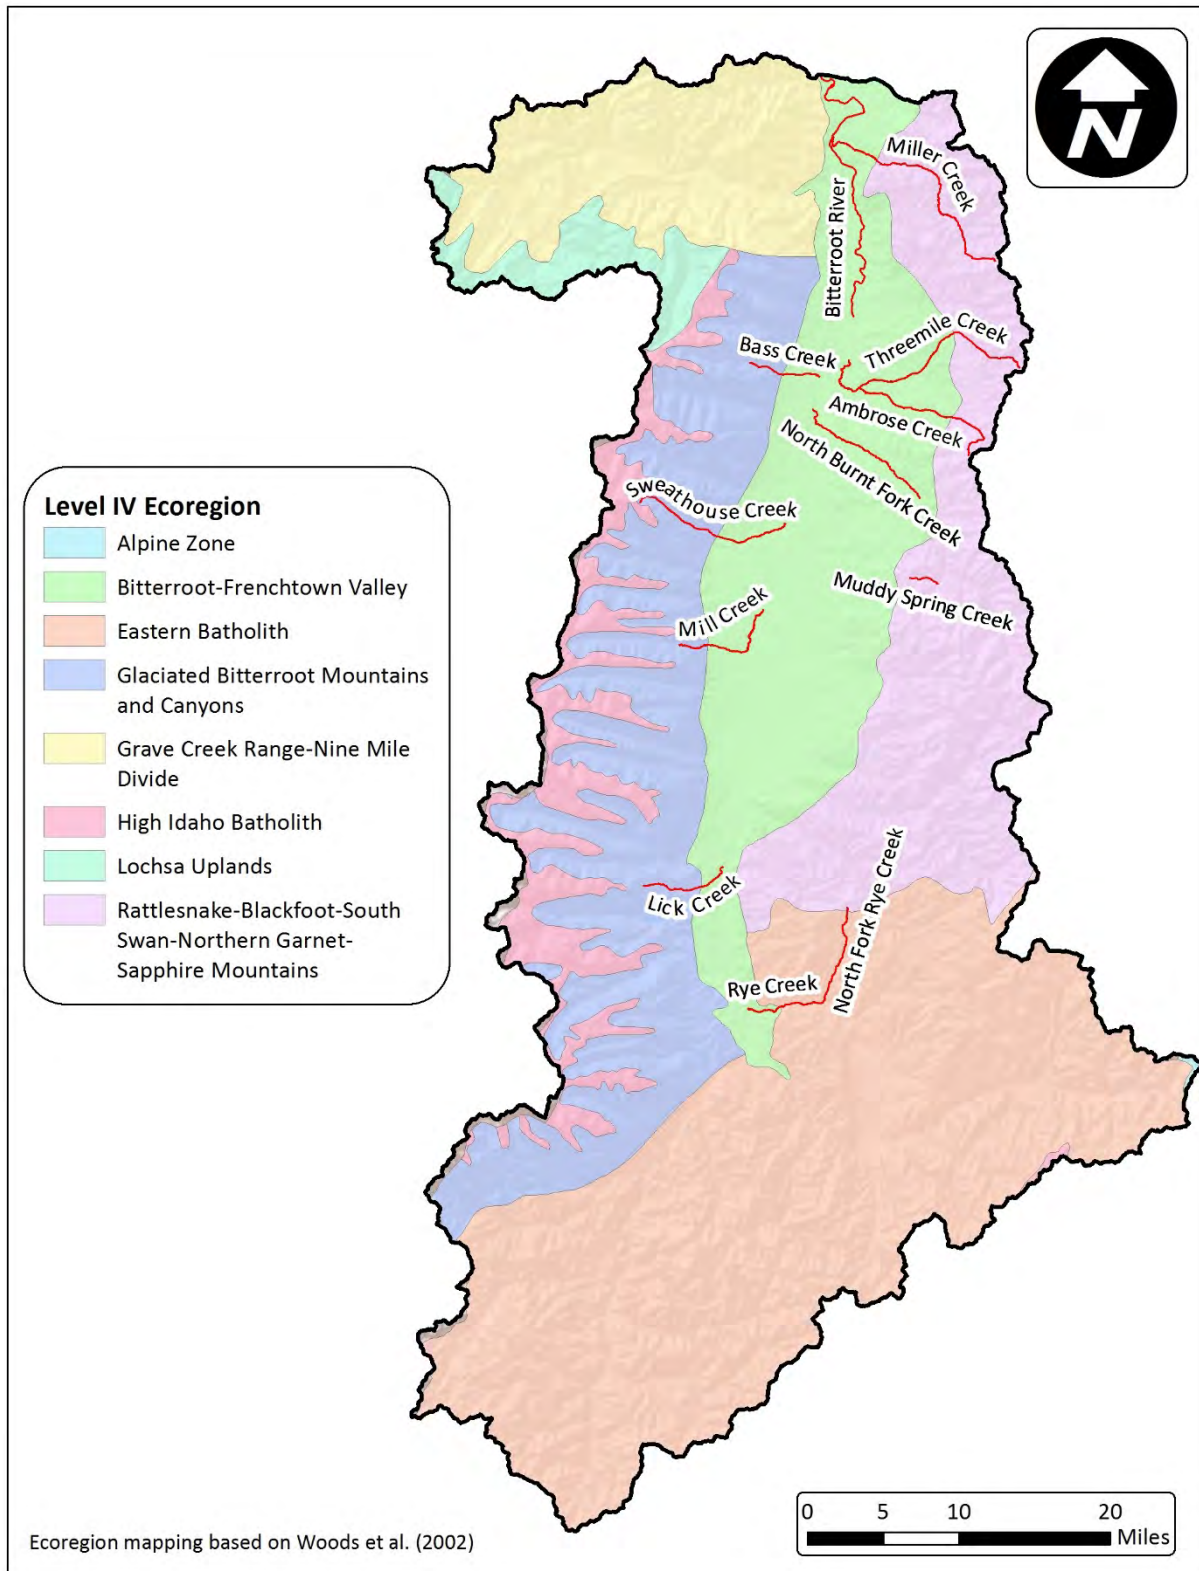 N
Miller Creek
Bitterroot River
Threemile Creek
Bass Creek
Ambrose Creek
North Burnt Fork Creek
Sweathouse Creek
Muddy Spring Creek
Mill Creek
Lick Creek
North Fork Rye Creek
Rye Creek
Level IV Ecoregion
Alpine Zone
Bitterroot-Frenchtown Valley
Eastern Batholith
Glaciated Bitterroot Mountains
and Canyons
Grave Creek Range-Nine Mile
Divide
High Idaho Batholith
Lochsa Uplands
Rattlesnake-Blackfoot-South
Swan-Northern Garnet-
Sapphire Mountains
0 5 10 20
Miles
Ecoregion mapping based on Woods et al. (2002)